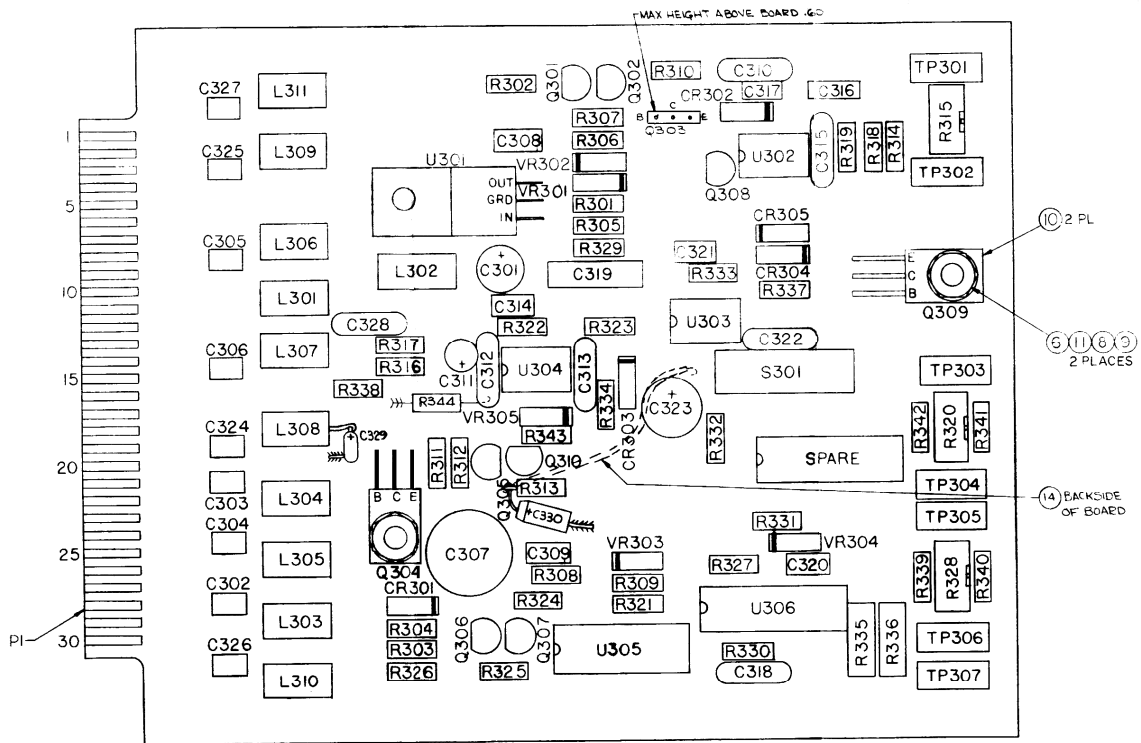 MAX HEIGHT ABOVE BOARD .60
C327
L311
R302
Q301
Q302
R310
C310
C317
C316
TP301
CR302
C
B
E
Q303
R307
R315
1
C325
L309
C308
R306
U302
C315
R319
R318
R314
U301
VR302
TP302
OUT
GRD
IN
VR301
Q308
R301
5
R305
CR305
10 2 PL
C305
L306
R329
C321
L302
C301
+
C319
R333
CR304
R337
E
C
B
Q309
10
L301
C314
C328
R322
R323
U303
C322
6 11 8 9
2 PLACES
C306
L307
R317
R316
C311
+
C312
U304
C313
S301
TP303
15
R338
R344
R334
CR303
C323
+
VR305
R343
R332
R342
R320
R341
C324
L308
+
C329
R311
R312
Q310
SPARE
20
C303
L304
B C E
Q305
R313
TP304
14 BACKSIDE
OF BOARD
C304
+
C330
R331
TP305
25
L305
Q304
C307
C309
VR303
VR304
R308
R327
C320
R339
R328
R340
C302
CR301
R309
L303
R324
R321
U306
R335
R336
P1
30
R304
Q306
Q307
TP306
C326
R303
U305
R330
L310
R326
R325
C318
TP307